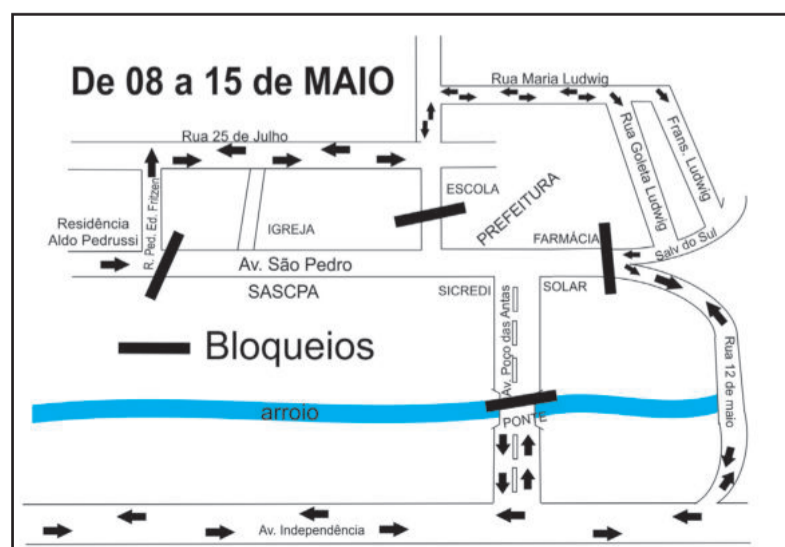 De 08 a 15 de MAIO
Rua Maria Ludwig
Rua 25 de Julho
Rua Goleta Ludwig
Frans. Ludwig
ESCOLA
PREFEITURA
R. Ped. Ed. Fritzen
Residência
Aldo Pedrussi
IGREJA
FARMÁCIA
Salv do Sul
Av. São Pedro
SASCPA
SICREDI
SOLAR
Av. Poço das Antas
Bloqueios
Rua 12 de maio
arroio
PONTE
Av. Independência